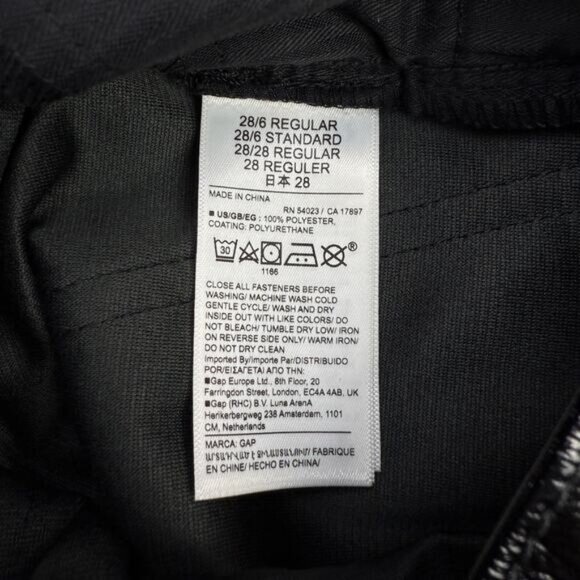 28/6 REGULAR
28/6 STANDARD
28/28 REGULAR
28 REGULER
日本 28
MADE IN CHINA
RN 54023 / CA 17897
■ US/GB/EG : 100% POLYESTER,
COATING: POLYURETHANE
30
®
1166
CLOSE ALL FASTENERS BEFORE
WASHING/ MACHINE WASH COLD
GENTLE CYCLE/ WASH AND DRY
INSIDE OUT WITH LIKE COLORS/ DO
NOT BLEACH/ TUMBLE DRY LOW/ IRON
ON REVERSE SIDE ONLY/ WARM IRON/
DO NOT DRY CLEAN
Imported By/Importe Par/DISTRIBUIDO
POR/ΕΙΣΑΓΕΤΑΙ ΑΠΟ ΤΗΝ:
■Gap Europe Ltd., 8th Floor, 20
Farringdon Street, London, EC4A 4AB, UK
■Gap (RHC) B.V. Luna ArenA
Herikerbergweg 238 Amsterdam, 1101
CM, Netherlands
MARCA: GAP
ԱՐՏԱԴՐՎԱԾ Է ՉԻՆԱՍՏԱՆՈՒՄ/ FABRIQUE
EN CHINE/ HECHO EN CHINA/